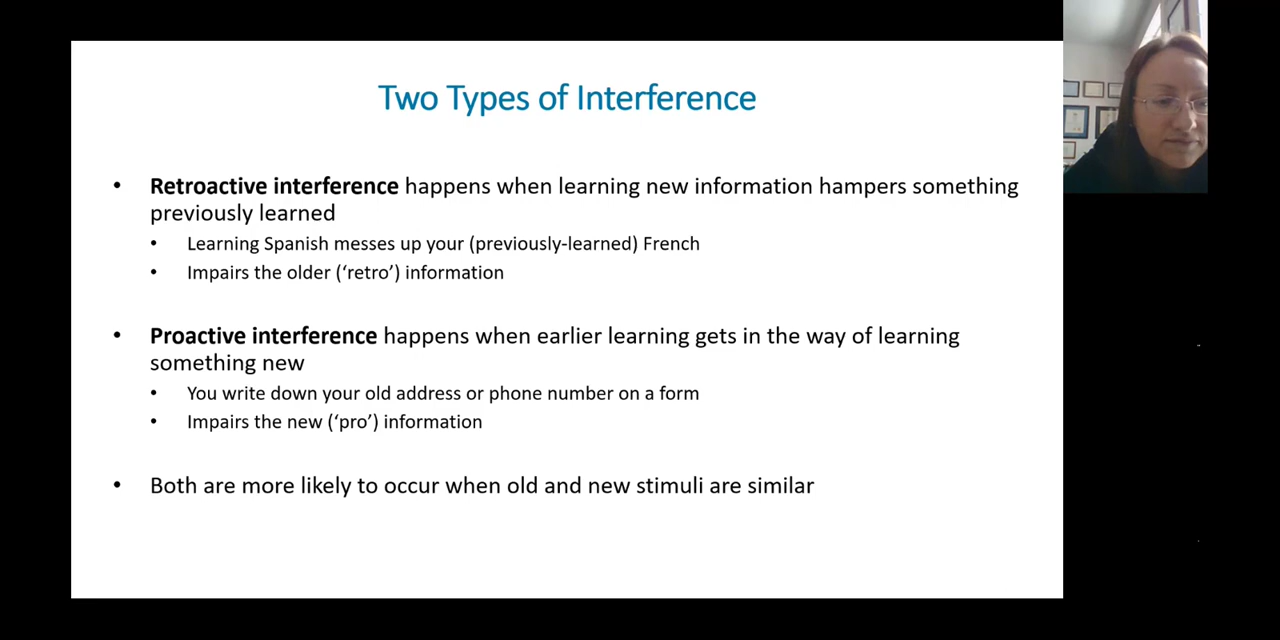 Two Types of Interference
• Retroactive interference happens when learning new information hampers something
previously learned
• Learning Spanish messes up your (previously-learned) French
• Impairs the older (‘retro’) information
• Proactive interference happens when earlier learning gets in the way of learning
something new
• You write down your old address or phone number on a form
• Impairs the new (‘pro’) information
• Both are more likely to occur when old and new stimuli are similar